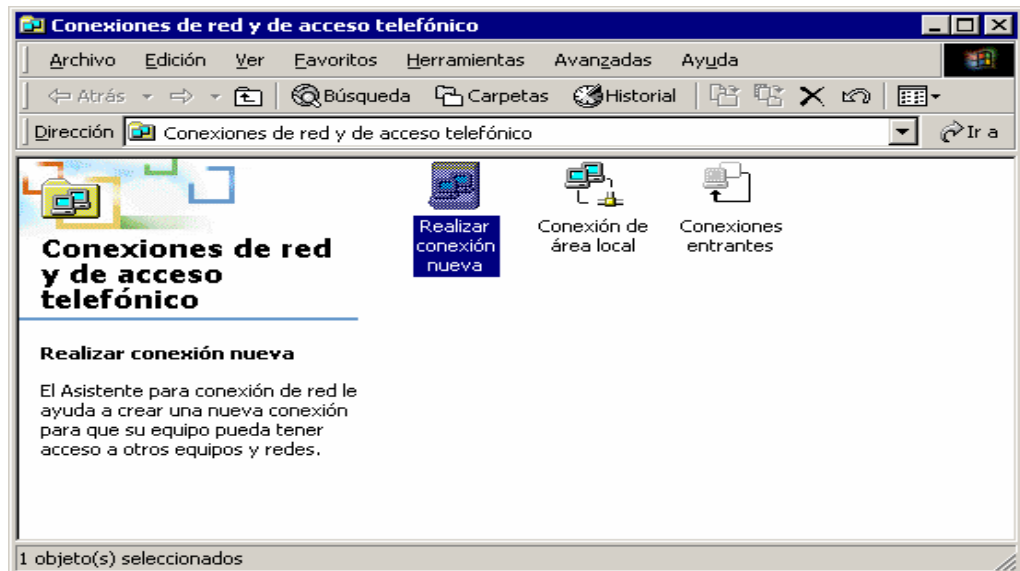 Conexiones de red y de acceso telefónico
Archivo Edición Ver Favoritos Herramientas Avanzadas Ayuda
Atrás Búsqueda Carpetas Historial
Dirección Conexiones de red y de acceso telefónico Ir a
Conexiones de red
y de acceso
telefónico
Realizar conexión nueva
El Asistente para conexión de red le
ayuda a crear una nueva conexión
para que su equipo pueda tener
acceso a otros equipos y redes.
Realizar
conexión
nueva
Conexión de
área local
Conexiones
entrantes
1 objeto(s) seleccionados